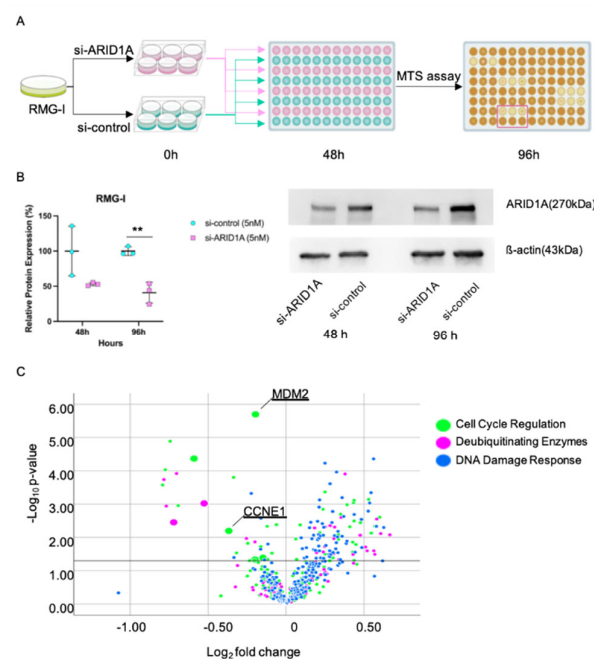 A
si-ARID1A
RMG-I
si-control
MTS assay
0h
48h
96h
B
RMG-I
Relative Protein Expression (%)
150
100
50
0
**
48h
96h
Hours
si-control (5nM)
si-ARID1A (5nM)
ARID1A(270kDa)
ß-actin(43kDa)
si-ARID1A
si-control
si-ARID1A
si-control
48 h
96 h
C
MDM2
CCNE1
-Log10 p-value
6.00
5.00
4.00
3.00
2.00
1.00
0.00
-1.00
-0.50
0
0.50
Log2 fold change
Cell Cycle Regulation
Deubiquitinating Enzymes
DNA Damage Response